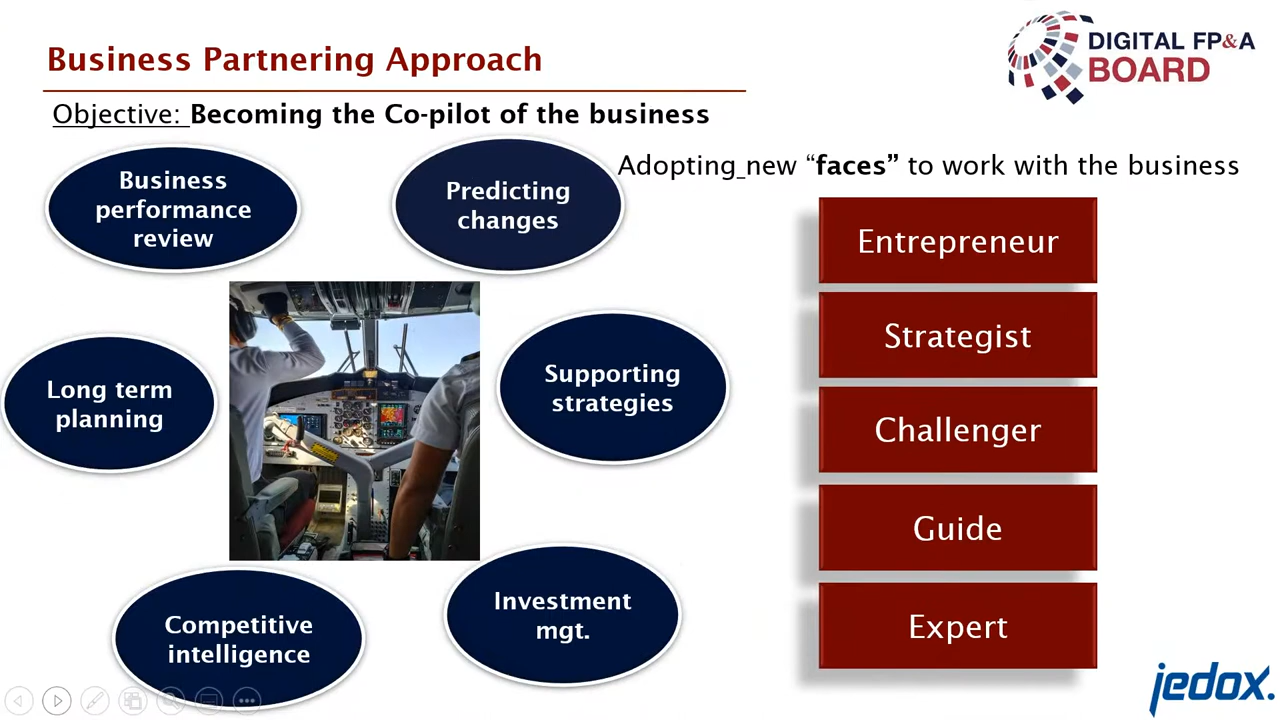 Business Partnering Approach
DIGITAL FP&A
BOARD
Objective: Becoming the Co-pilot of the business
Adopting_new “faces” to work with the business
Business
performance
review
Predicting
changes
Long term
planning
Supporting
strategies
Competitive
intelligence
Investment
mgt.
Entrepreneur
Strategist
Challenger
Guide
Expert
jedox.